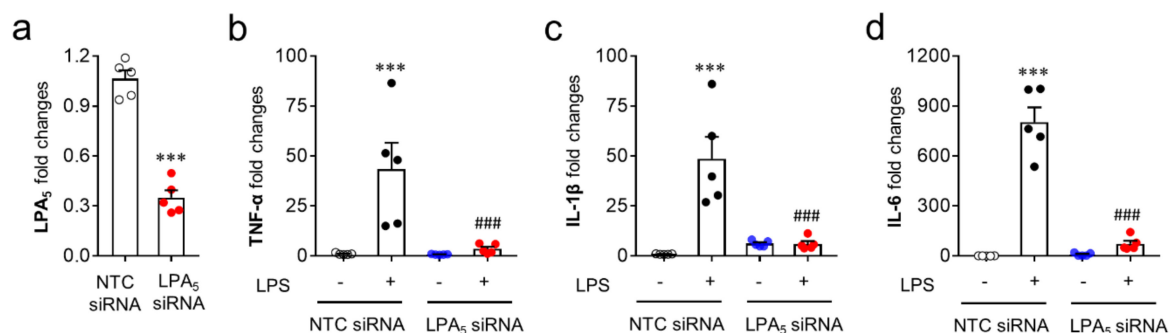 a
LPA₅ fold changes
1.2
0.9
0.6
0.3
0.0
***
NTC
siRNA
LPA₅
siRNA
b
TNF-α fold changes
100
75
50
25
0
***
###
LPS
- + - +
NTC siRNA LPA₅ siRNA
c
IL-1β fold changes
100
75
50
25
0
***
###
LPS
- + - +
NTC siRNA LPA₅ siRNA
d
IL-6 fold changes
1200
900
600
300
0
***
###
LPS
- + - +
NTC siRNA LPA₅ siRNA